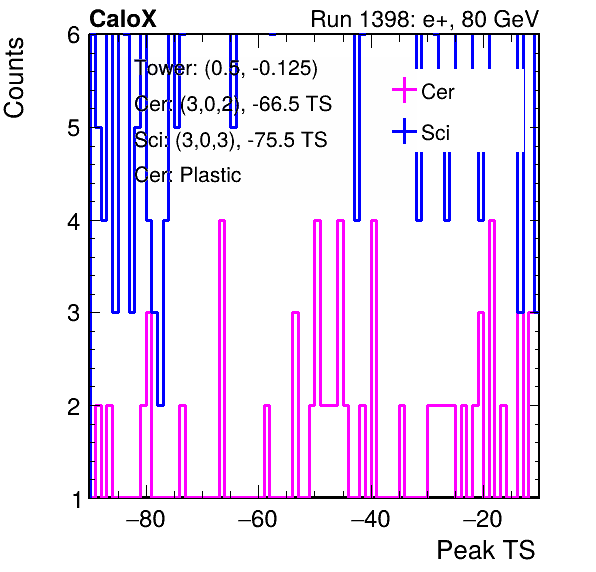 CaloX Run 1398: e+, 80 GeV
Counts
6
5
4
3
2
1
Tower: (0.5, -0.125)
Cer: (3,0,2), -66.5 TS
Sci: (3,0,3), -75.5 TS
Cer: Plastic
Cer
Sci
−80 −60 −40 −20
Peak TS